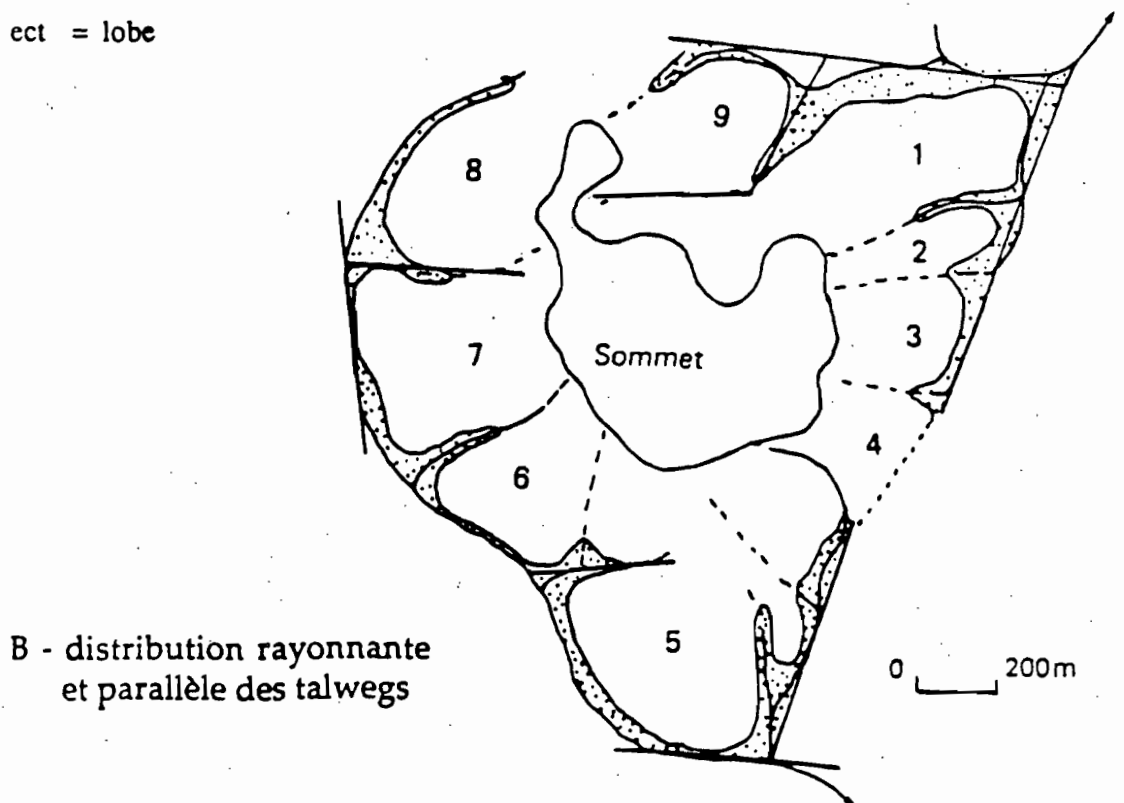 ect = lobe
9
8
1
2
3
7
Sommet
4
6
5
B - distribution rayonnante
et parallèle des talwegs
0 200m